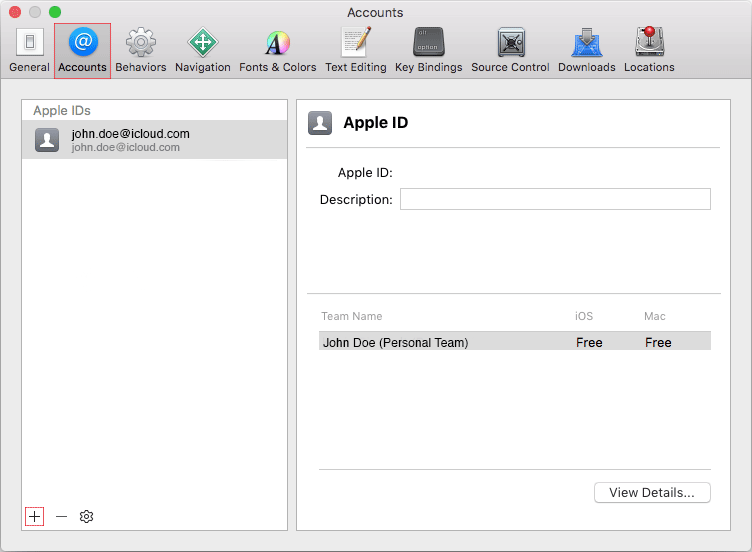 Accounts
General Accounts Behaviors Navigation Fonts & Colors Text Editing Key Bindings Source Control Downloads Locations
Apple IDs
john.doe@icloud.com
john.doe@icloud.com
Apple ID
Apple ID:
Description:
Team Name iOS Mac
John Doe (Personal Team) Free Free
View Details...